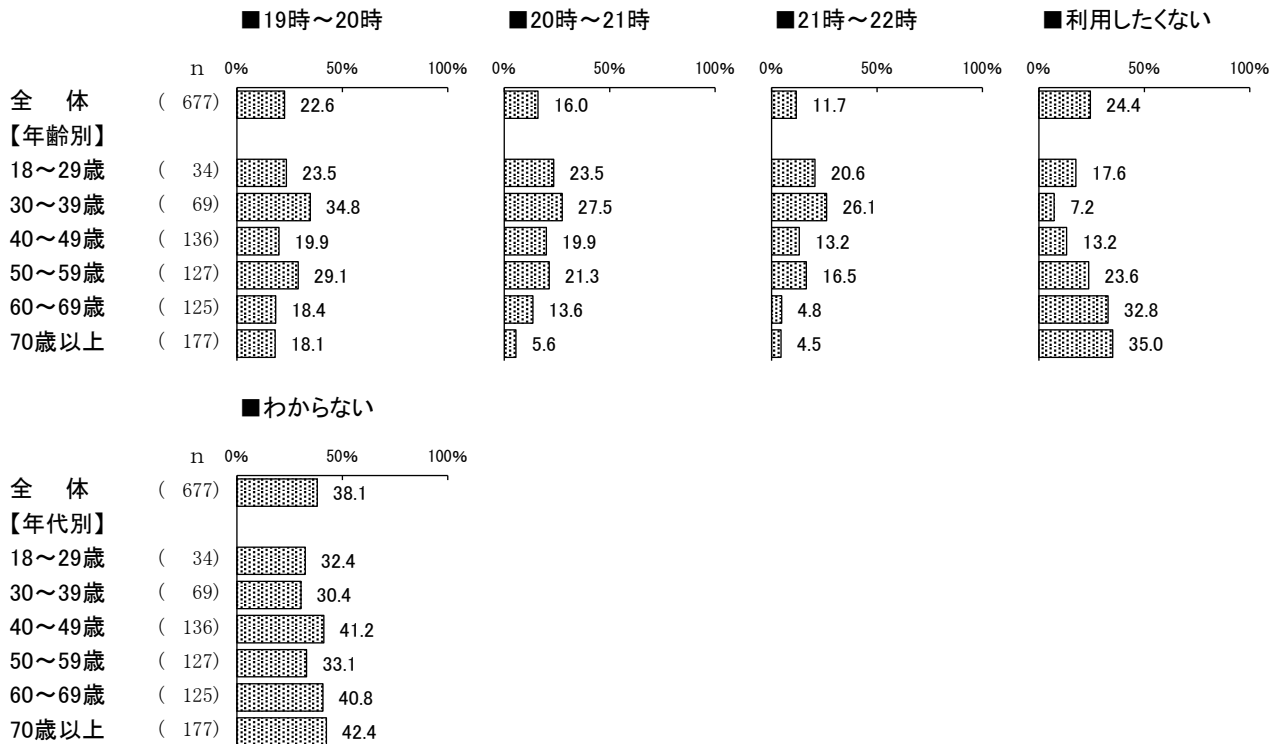 ■19時～20時 ■20時～21時 ■21時～22時 ■利用したくない
n 0% 50% 100% 0% 50% 100% 0% 50% 100% 0% 50% 100%
全 体 ( 677) 22.6 16.0 11.7 24.4
【年齢別】
18～29歳 ( 34) 23.5 23.5 20.6 17.6
30～39歳 ( 69) 34.8 27.5 26.1 7.2
40～49歳 ( 136) 19.9 19.9 13.2 13.2
50～59歳 ( 127) 29.1 21.3 16.5 23.6
60～69歳 ( 125) 18.4 13.6 4.8 32.8
70歳以上 ( 177) 18.1 5.6 4.5 35.0
■わからない
n 0% 50% 100%
全 体 ( 677) 38.1
【年代別】
18～29歳 ( 34) 32.4
30～39歳 ( 69) 30.4
40～49歳 ( 136) 41.2
50～59歳 ( 127) 33.1
60～69歳 ( 125) 40.8
70歳以上 ( 177) 42.4